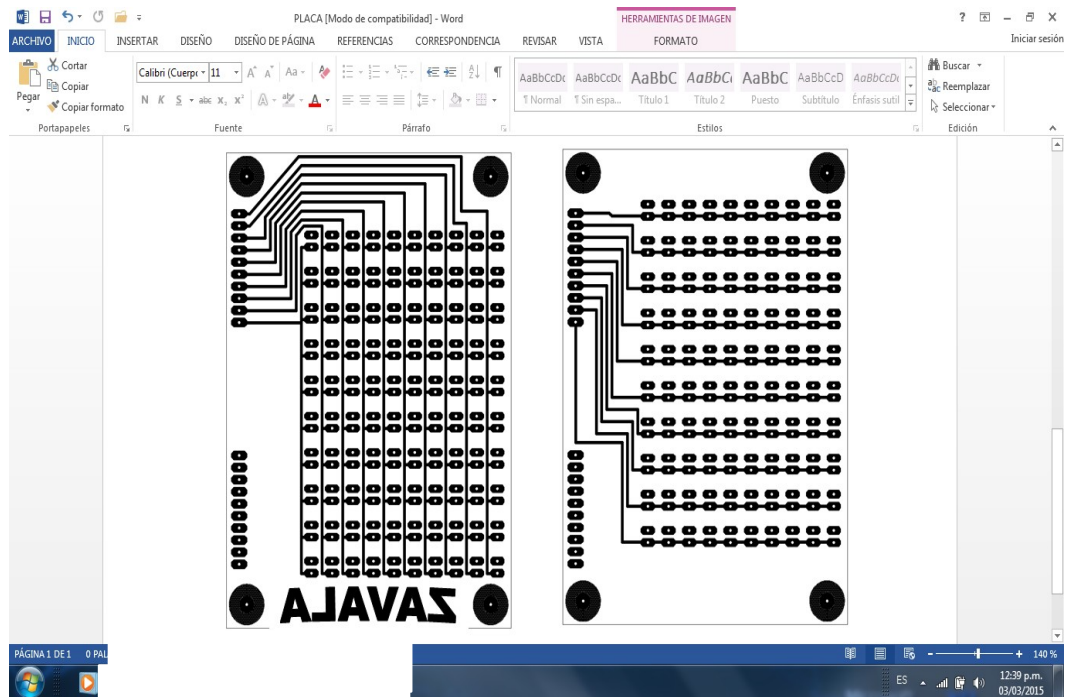 PLACA [Modo de compatibilidad] - Word
HERRAMIENTAS DE IMAGEN
ARCHIVO INICIO INSERTAR DISEÑO DISEÑO DE PÁGINA REFERENCIAS CORRESPONDENCIA REVISAR VISTA FORMATO
Iniciar sesión
Pegar
Cortar
Copiar
Copiar formato
Portapapeles
Calibri (Cuerpo 11
Fuente
Párrafo
AaBbCcDc AaBbCcDc AaBbC AaBbCc AaBbC AaBbCcD AaBbCcDc
¶ Normal ¶ Sin espa... Título 1 Título 2 Puesto Subtítulo Énfasis sutil
Estilos
Buscar
Reemplazar
Seleccionar
Edición
ZAVALA
PÁGINA 1 DE 1 0 PAL
140 %
ES
12:39 p.m.
03/03/2015